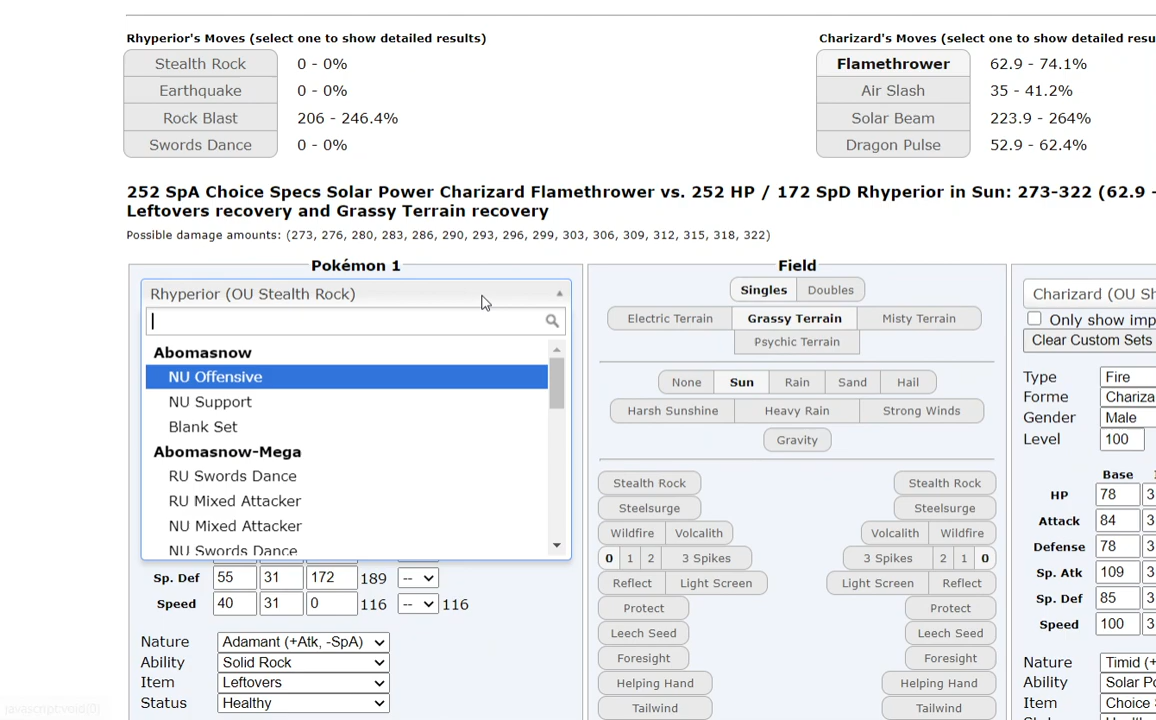 Rhyperior's Moves (select one to show detailed results)
Charizard's Moves (select one to show detailed resu
Stealth Rock 0 - 0%
Flamethrower 62.9 - 74.1%
Earthquake 0 - 0%
Air Slash 35 - 41.2%
Rock Blast 206 - 246.4%
Solar Beam 223.9 - 264%
Swords Dance 0 - 0%
Dragon Pulse 52.9 - 62.4%
252 SpA Choice Specs Solar Power Charizard Flamethrower vs. 252 HP / 172 SpD Rhyperior in Sun: 273-322 (62.9 -
Leftovers recovery and Grassy Terrain recovery
Possible damage amounts: (273, 276, 280, 283, 286, 290, 293, 296, 299, 303, 306, 309, 312, 315, 318, 322)
Pokémon 1
Rhyperior (OU Stealth Rock)
Abomasnow
NU Offensive
NU Support
Blank Set
Abomasnow-Mega
RU Swords Dance
RU Mixed Attacker
NU Mixed Attacker
NU Swords Dance
Sp. Def 55 31 172 189 --
Speed 40 31 0 116 -- 116
Nature Adamant (+Atk, -SpA)
Ability Solid Rock
Item Leftovers
Status Healthy
javascript:void(0)
Field
Singles Doubles
Electric Terrain Grassy Terrain Misty Terrain
Psychic Terrain
None Sun Rain Sand Hail
Harsh Sunshine Heavy Rain Strong Winds
Gravity
Stealth Rock Stealth Rock
Steelsurge Steelsurge
Wildfire Volcalith Volcalith Wildfire
0 1 2 3 Spikes 3 Spikes 2 1 0
Reflect Light Screen Light Screen Reflect
Protect Protect
Leech Seed Leech Seed
Foresight Foresight
Helping Hand Helping Hand
Tailwind Tailwind
Charizard (OU Sh
Only show imp
Clear Custom Sets
Type Fire
Forme Chariza
Gender Male
Level 100
Base
HP 78 3
Attack 84 3
Defense 78 3
Sp. Atk 109 3
Sp. Def 85 3
Speed 100 3
Nature Timid (+
Ability Solar Po
Item Choice